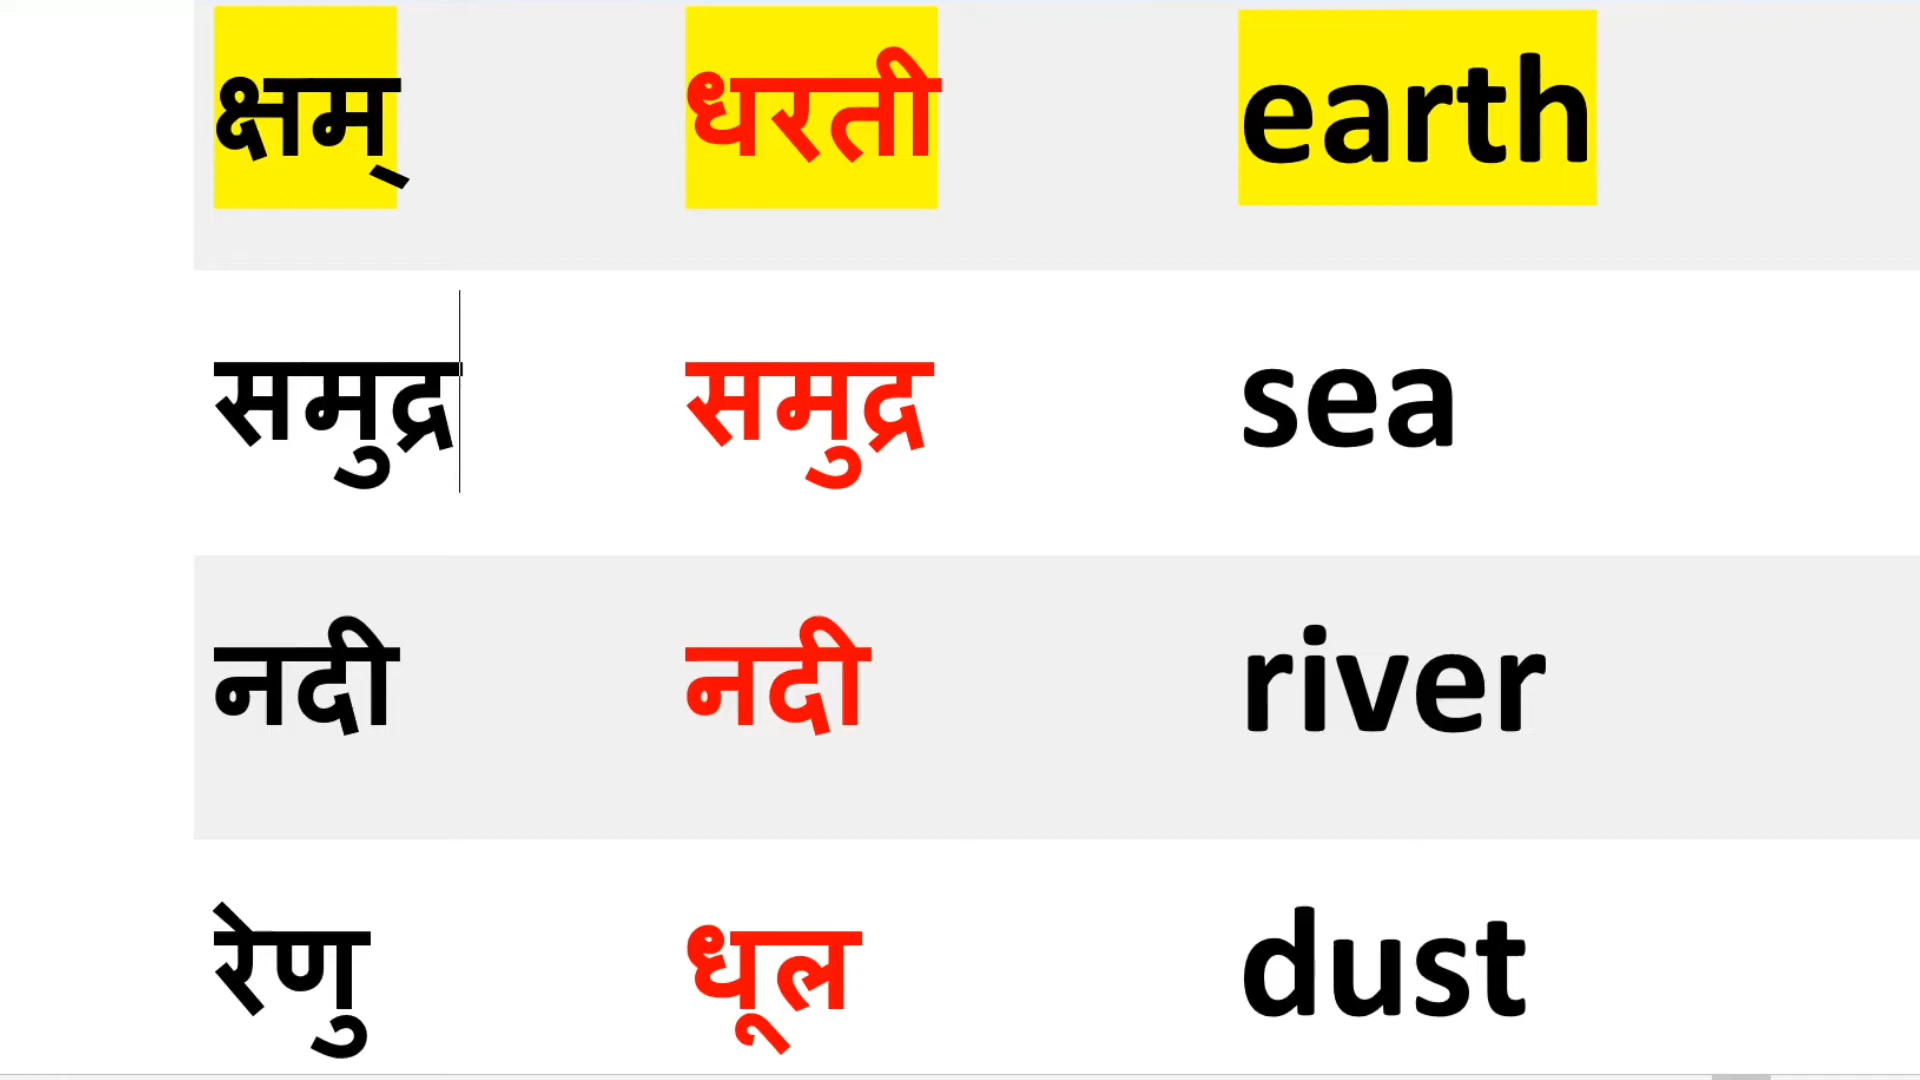 क्षम् धरती earth
समुद्र समुद्र sea
नदी नदी river
रेणु धूल dust